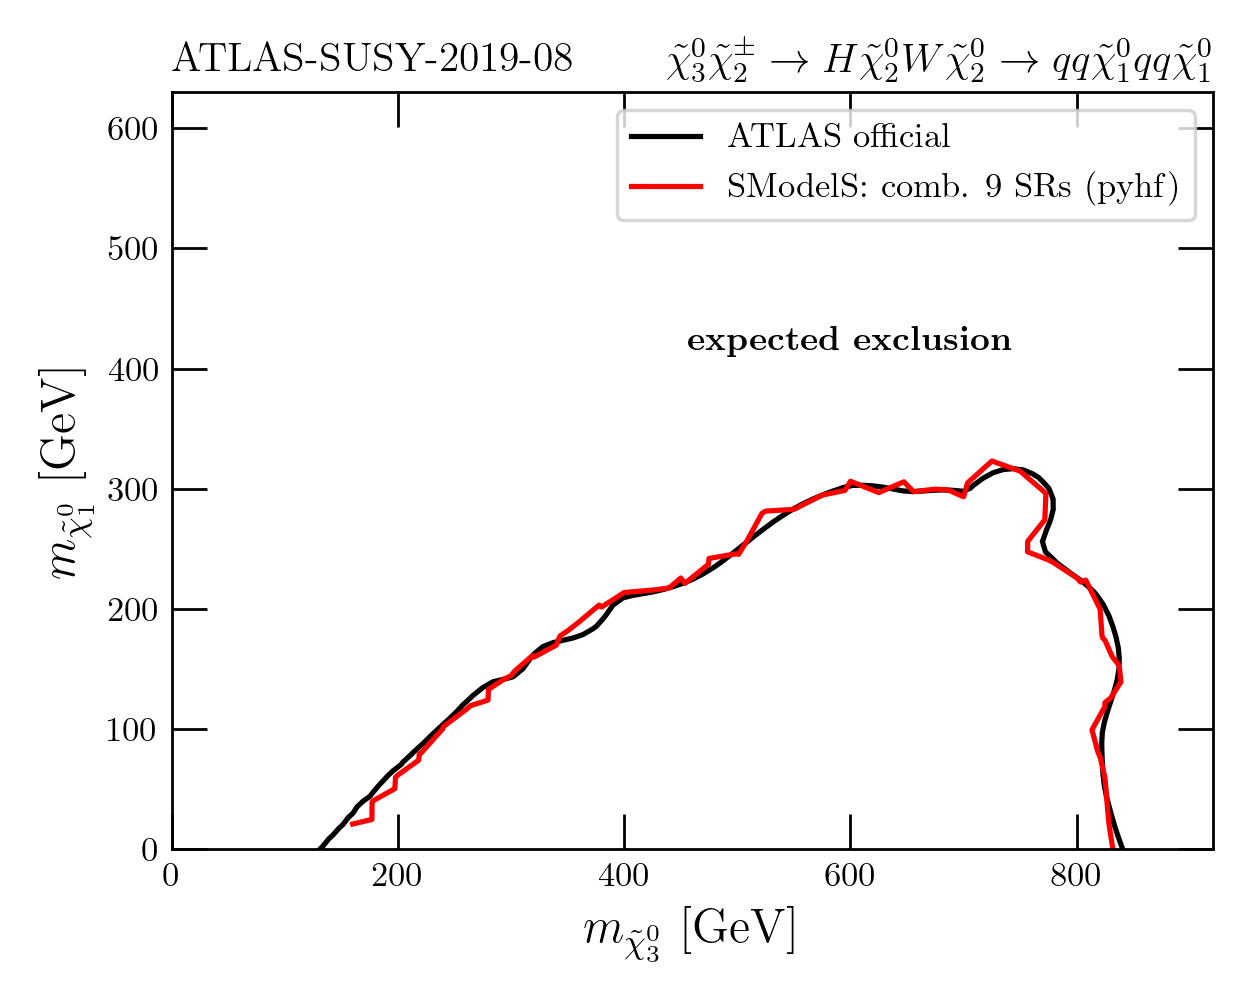 ATLAS-SUSY-2019-08
χ̃⁰₃χ̃±₂ → Hχ̃⁰₂Wχ̃⁰₂ → qqχ̃⁰₁qqχ̃⁰₁
ATLAS official
SModelS: comb. 9 SRs (pyhf)
expected exclusion
600
500
400
300
200
100
0
m_χ̃⁰₁ [GeV]
0 200 400 600 800
m_χ̃⁰₃ [GeV]